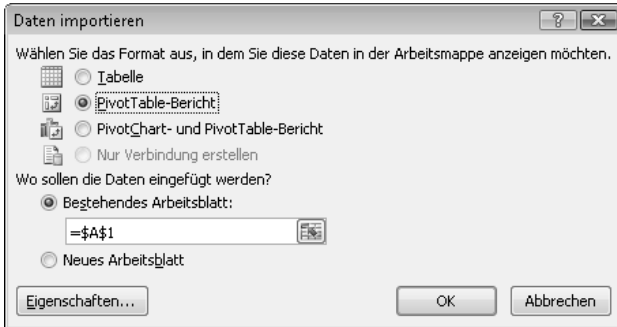 Daten importieren
Wählen Sie das Format aus, in dem Sie diese Daten in der Arbeitsmappe anzeigen möchten.
Tabelle
PivotTable-Bericht
PivotChart- und PivotTable-Bericht
Nur Verbindung erstellen
Wo sollen die Daten eingefügt werden?
Bestehendes Arbeitsblatt:
=$A$1
Neues Arbeitsblatt
Eigenschaften... OK Abbrechen